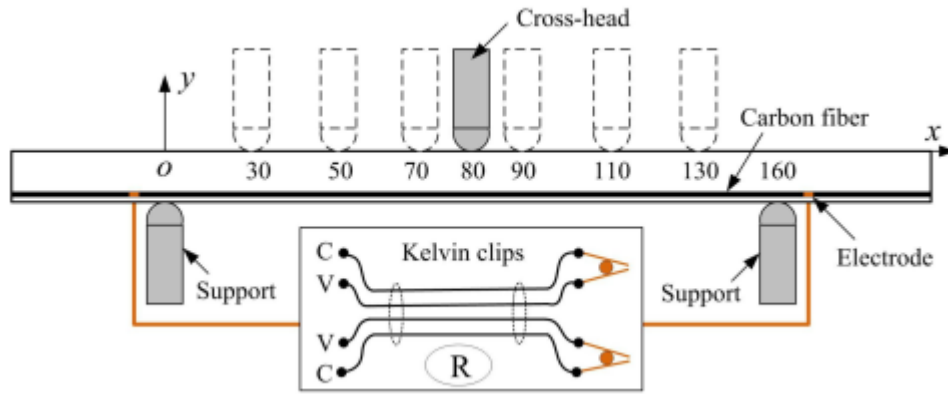 Cross-head
y
Carbon fiber
x
o 30 50 70 80 90 110 130 160
Kelvin clips
C
V
V
C
R
Support
Support
Electrode